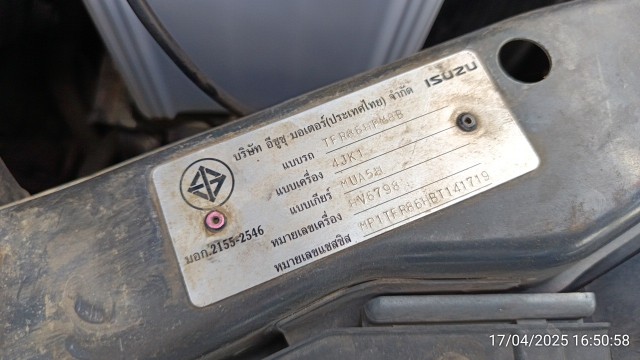 บริษัท อีซูซุ มอเตอร์(ประเทศไทย) จำกัด ISUZU
แบบรถ
แบบเครื่อง 4JK1
แบบเกียร์ MUA5B
หมายเลขเครื่อง
หมายเลขแชสซิส MP1TFR86HBT141719
มอก.2155-2546
17/04/2025 16:50:58